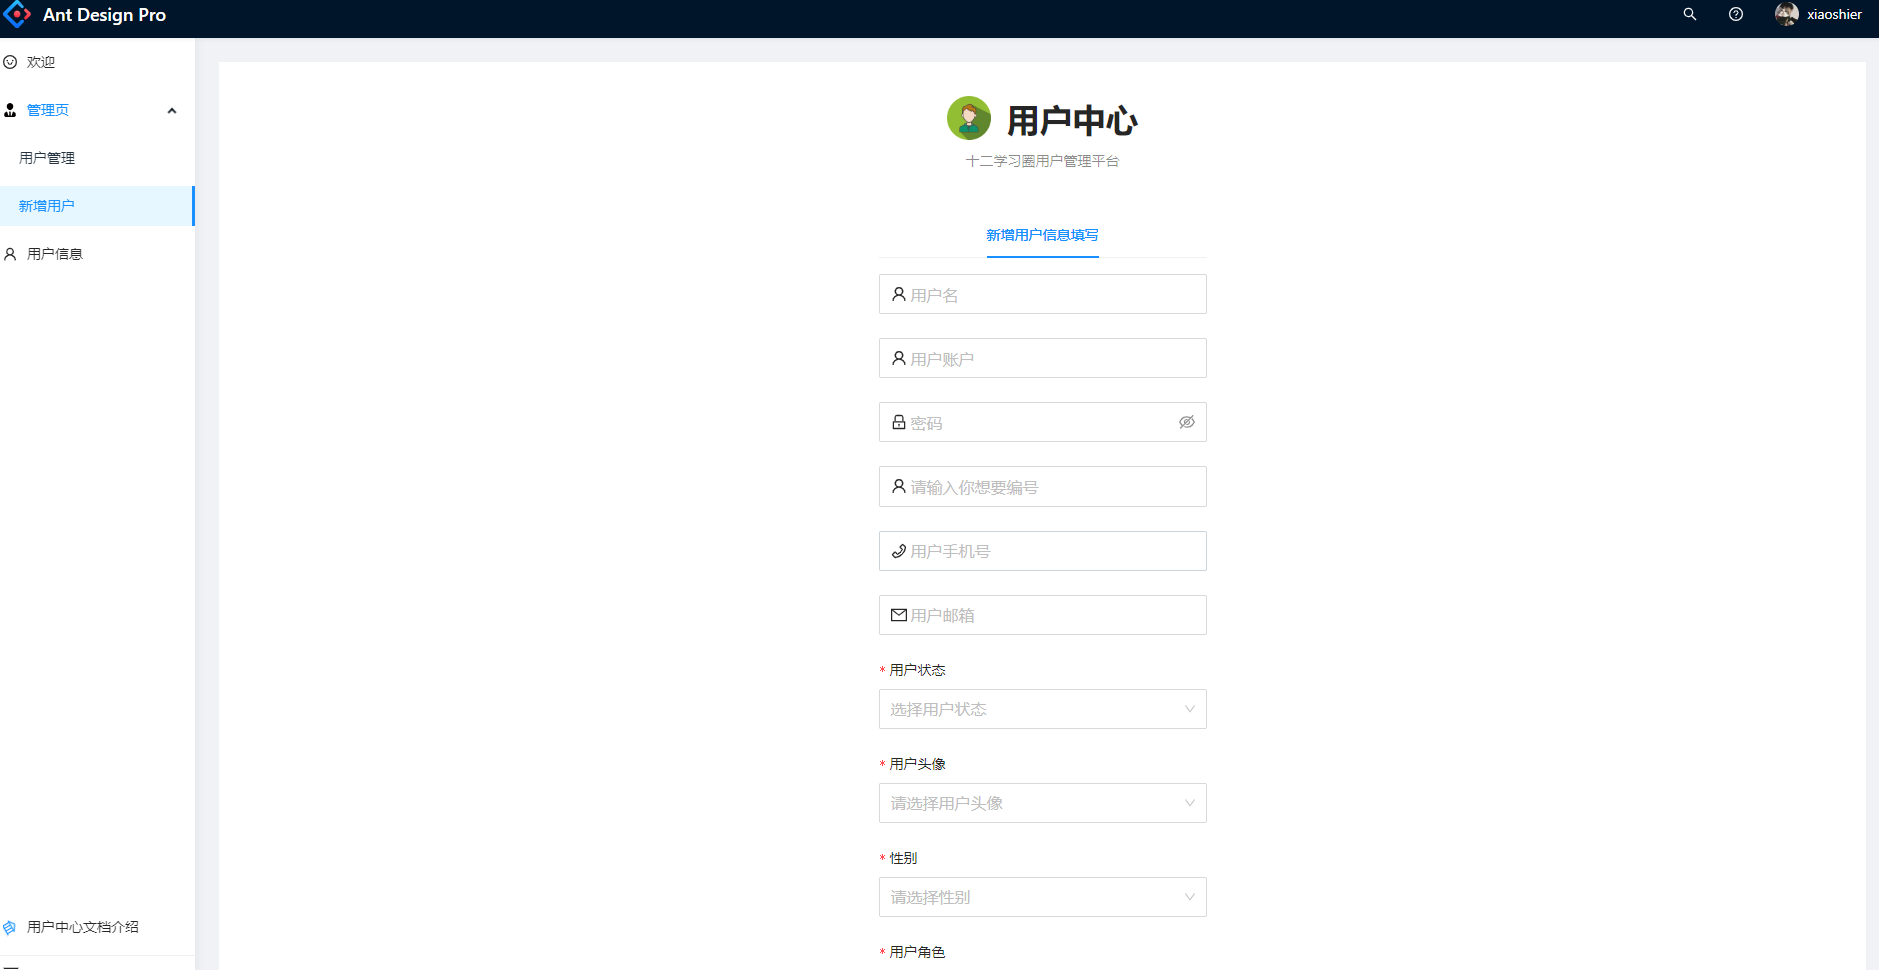 Ant Design Pro
xiaoshier
欢迎
管理页
用户管理
新增用户
用户信息
用户中心文档介绍
用户中心
十二学习圈用户管理平台
新增用户信息填写
用户名
用户账户
密码
请输入你想要编号
用户手机号
用户邮箱
* 用户状态
选择用户状态
* 用户头像
请选择用户头像
* 性别
请选择性别
* 用户角色